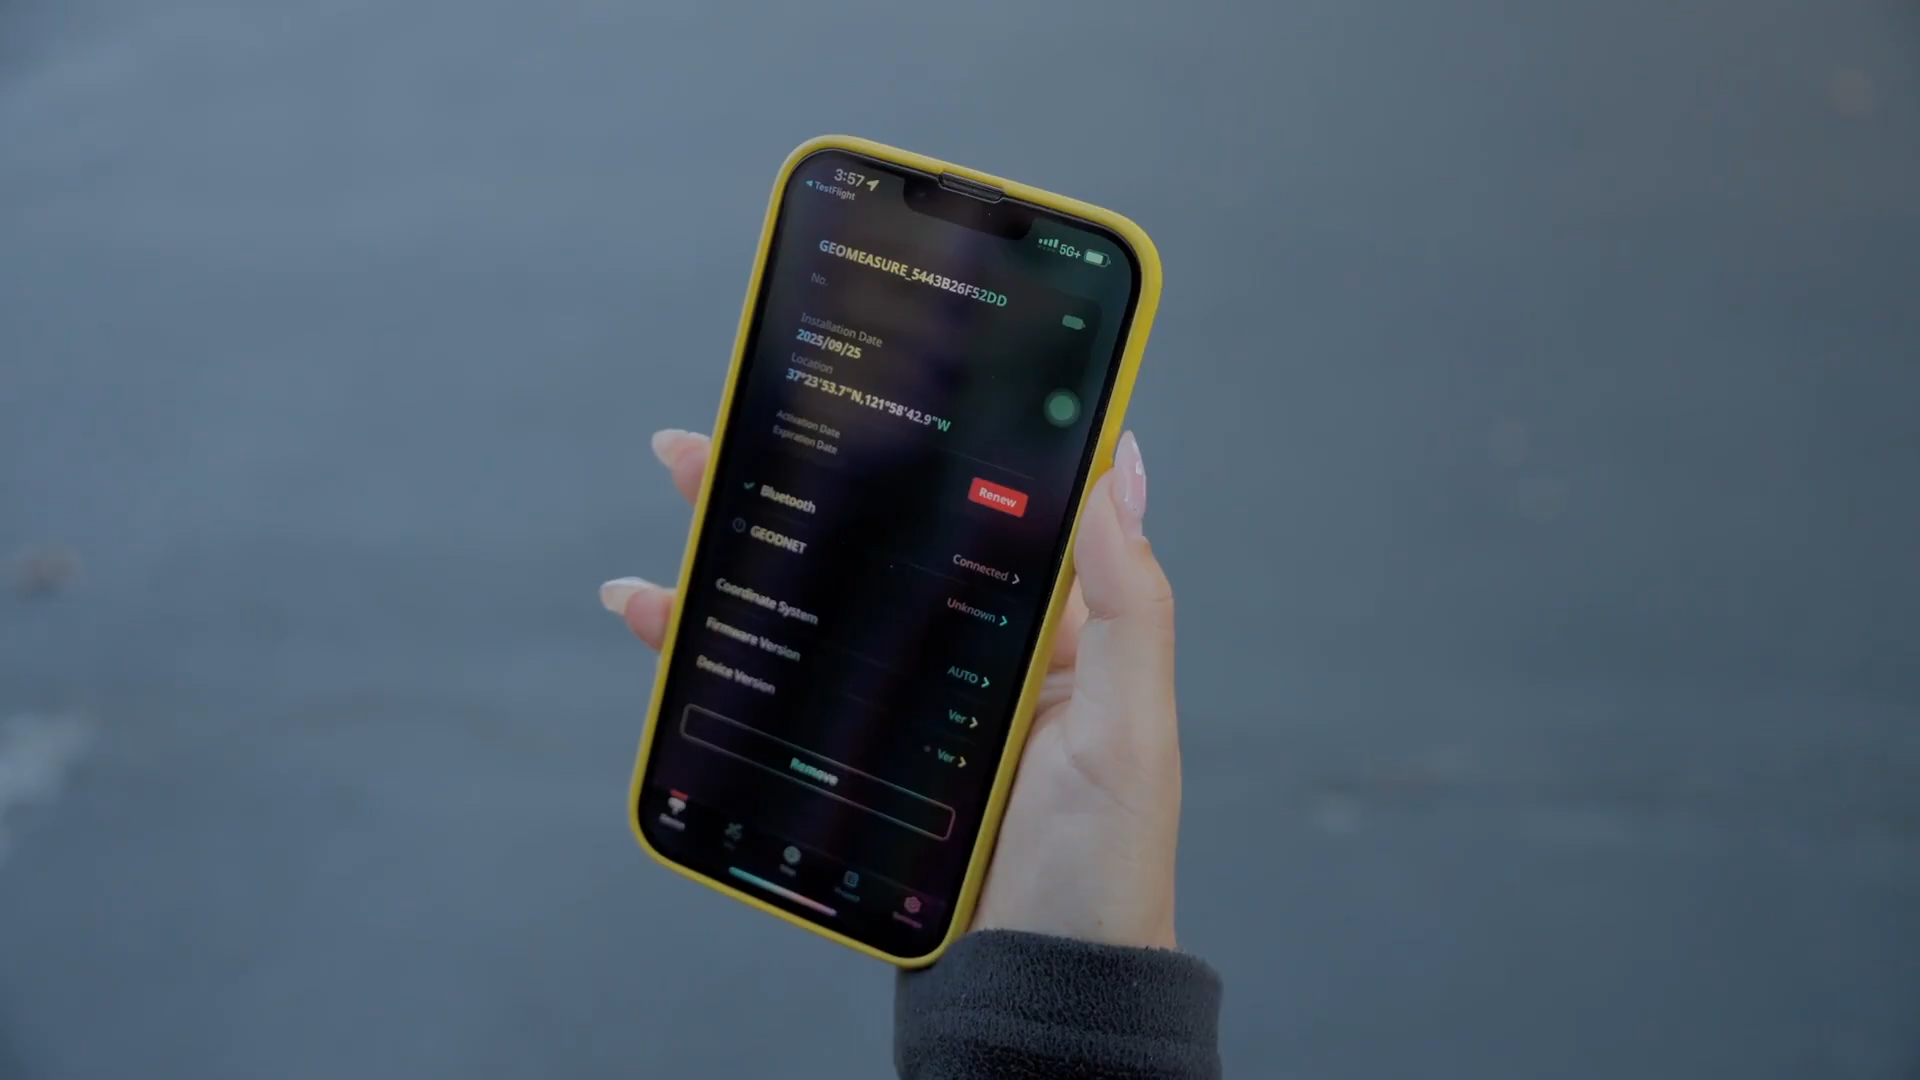 3:57
TestFlight
5G+
GEOMEASURE_5443B26F52DD
No.
Installation Date
2025/09/25
Location
37°23'53.7"N,121°58'42.9"W
Activation Date
Expiration Date
Renew
Bluetooth
Connected
GEODNET
Unknown
Coordinate System
AUTO
Firmware Version
Ver
Device Version
Ver
Remove
Device